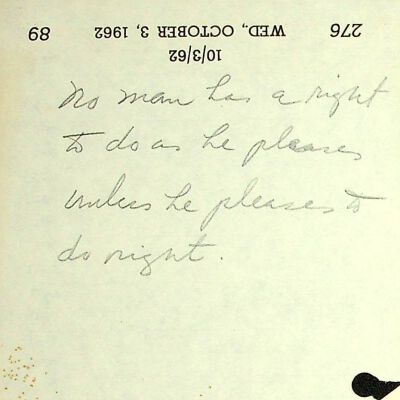 89 WED., OCTOBER 3, 1962 276
10/3/62
No man has a right
to do as he pleases
unless he pleases to
do right.